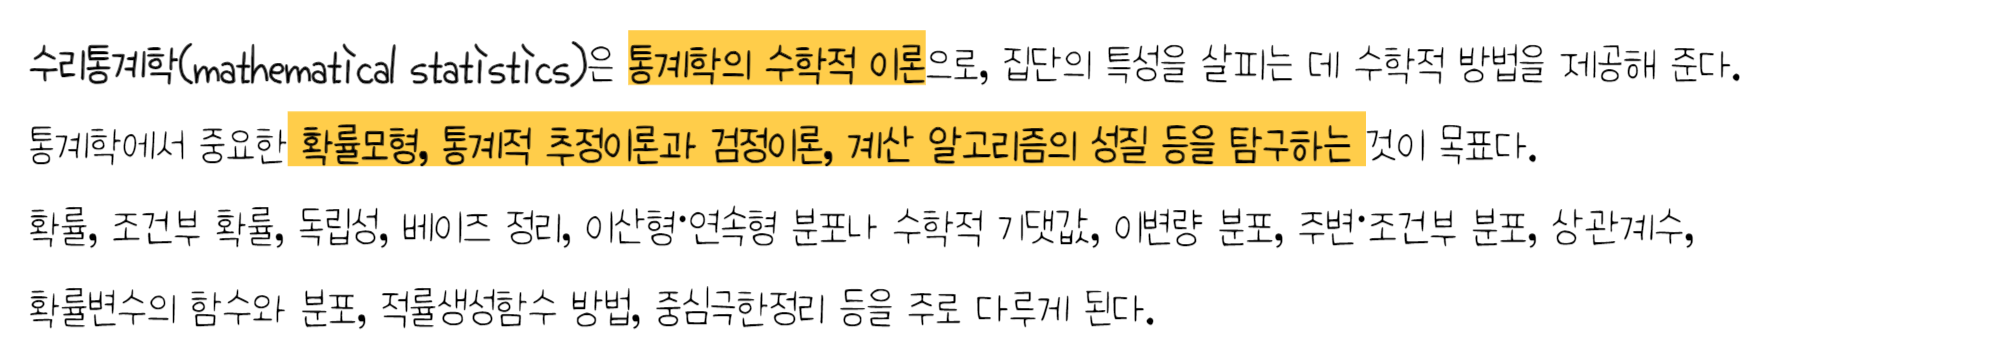 수리통계학(mathematical statistics)은 통계학의 수학적 이론으로, 집단의 특성을 살피는 데 수학적 방법을 제공해 준다.
통계학에서 중요한 확률모형, 통계적 추정이론과 검정이론, 계산 알고리즘의 성질 등을 탐구하는 것이 목표다.
확률, 조건부 확률, 독립성, 베이즈 정리, 이산형·연속형 분포나 수학적 기댓값, 이변량 분포, 주변·조건부 분포, 상관계수,
확률변수의 함수와 분포, 적률생성함수 방법, 중심극한정리 등을 주로 다루게 된다.